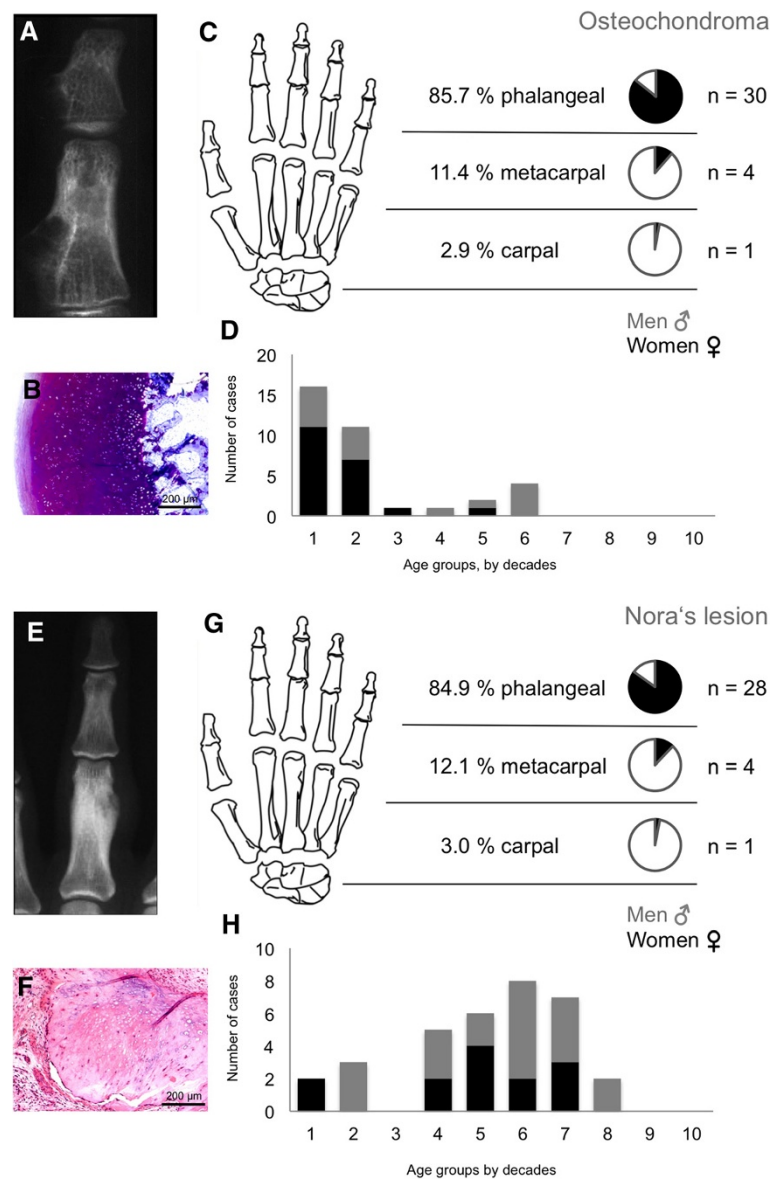 A
C
Osteochondroma
85.7 % phalangeal
n = 30
11.4 % metacarpal
n = 4
2.9 % carpal
n = 1
Men ♂
Women ♀
B
200 µm
D
Number of cases
20
15
10
5
0
1 2 3 4 5 6 7 8 9 10
Age groups, by decades
E
G
Nora‘s lesion
84.9 % phalangeal
n = 28
12.1 % metacarpal
n = 4
3.0 % carpal
n = 1
Men ♂
Women ♀
F
200 µm
H
Number of cases
10
8
6
4
2
0
1 2 3 4 5 6 7 8 9 10
Age groups by decades